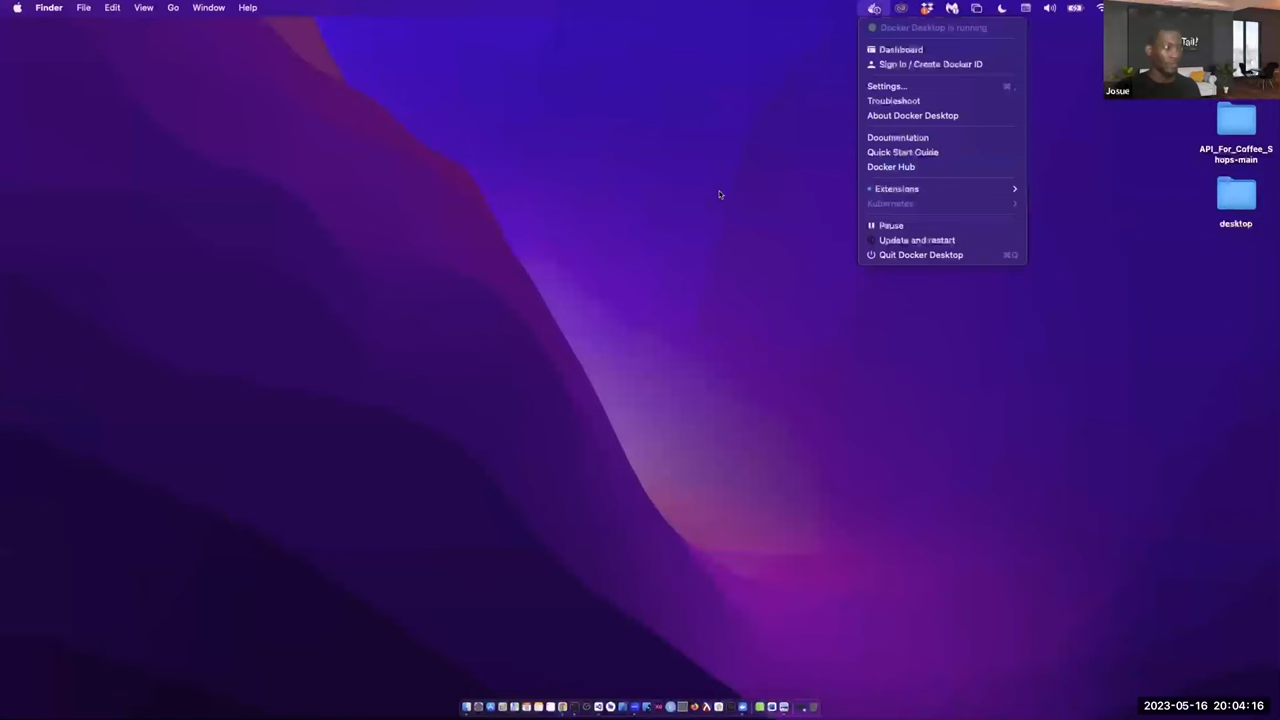 Finder File Edit View Go Window Help
Docker Desktop is running
Dashboard
Sign In / Create Docker ID
Settings... ⌘ ,
Troubleshoot
About Docker Desktop
Documentation
Quick Start Guide
Docker Hub
Extensions
Kubernetes
Pause
Update and restart
Quit Docker Desktop ⌘Q
Tail!
Josue
API_For_Coffee_S
hops-main
desktop
2023-05-16 20:04:16